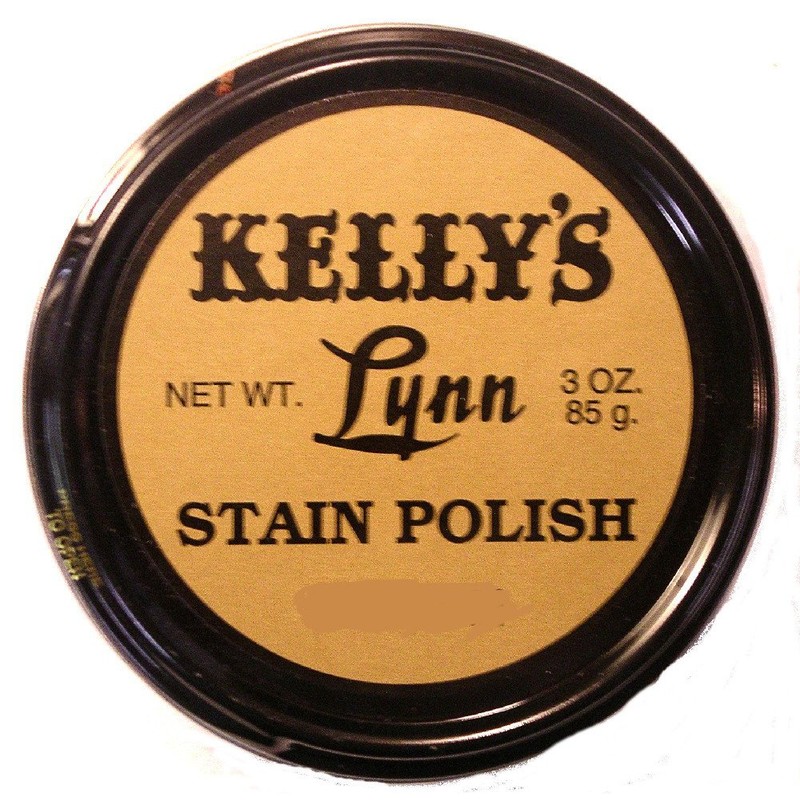 KELLY'S
Lynn
NET WT. 3 OZ.
85 g.
STAIN POLISH